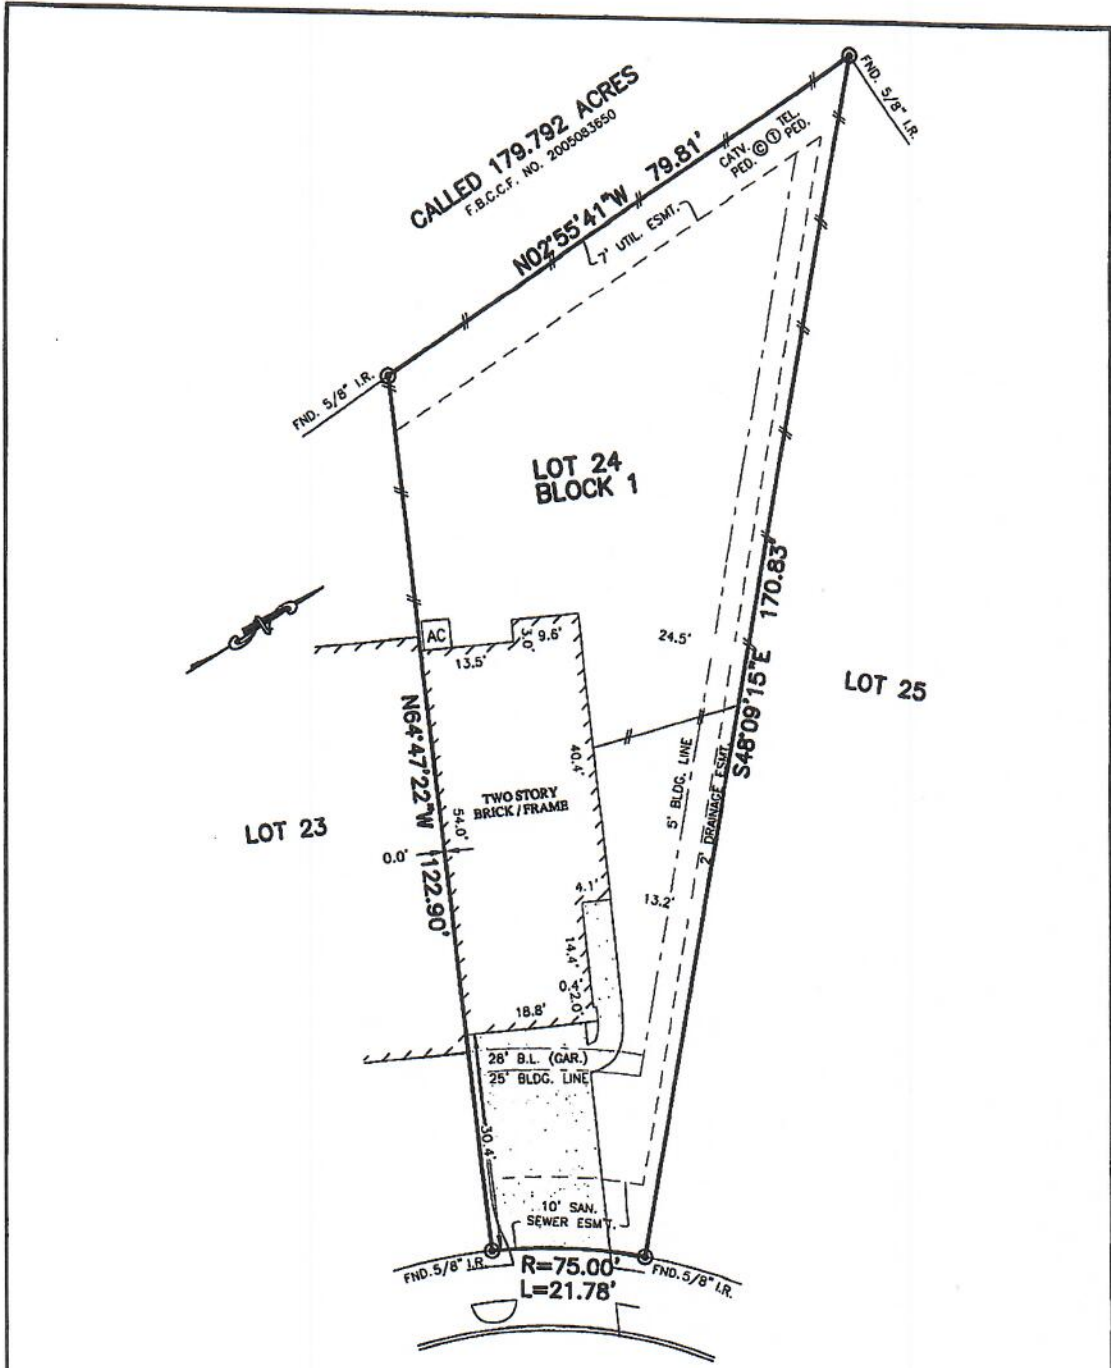 FND. 5/8" I.R.
CALLED 179.792 ACRES
F.B.C.C.F. NO. 2005083650
CATV. PED.
C
T
TEL. PED.
N02°55'41"W 79.81'
7' UTIL. ESMT.
FND. 5/8" I.R.
LOT 24
BLOCK 1
N
AC
13.5'
3.0'
9.6'
24.5'
S48°09'15"E 170.83'
LOT 25
N64°47'22"W 122.90'
40.4'
TWO STORY
BRICK / FRAME
54.0'
5' BLDG. LINE
2' DRAINAGE ESMT.
LOT 23
0.0'
4.1'
13.2'
14.4'
0.4'
2.0'
18.8'
28' B.L. (GAR.)
25' BLDG. LINE
30.4'
10' SAN.
SEWER ESMT.
FND.5/8" I.R.
R=75.00'
L=21.78'
FND.5/8" I.R.